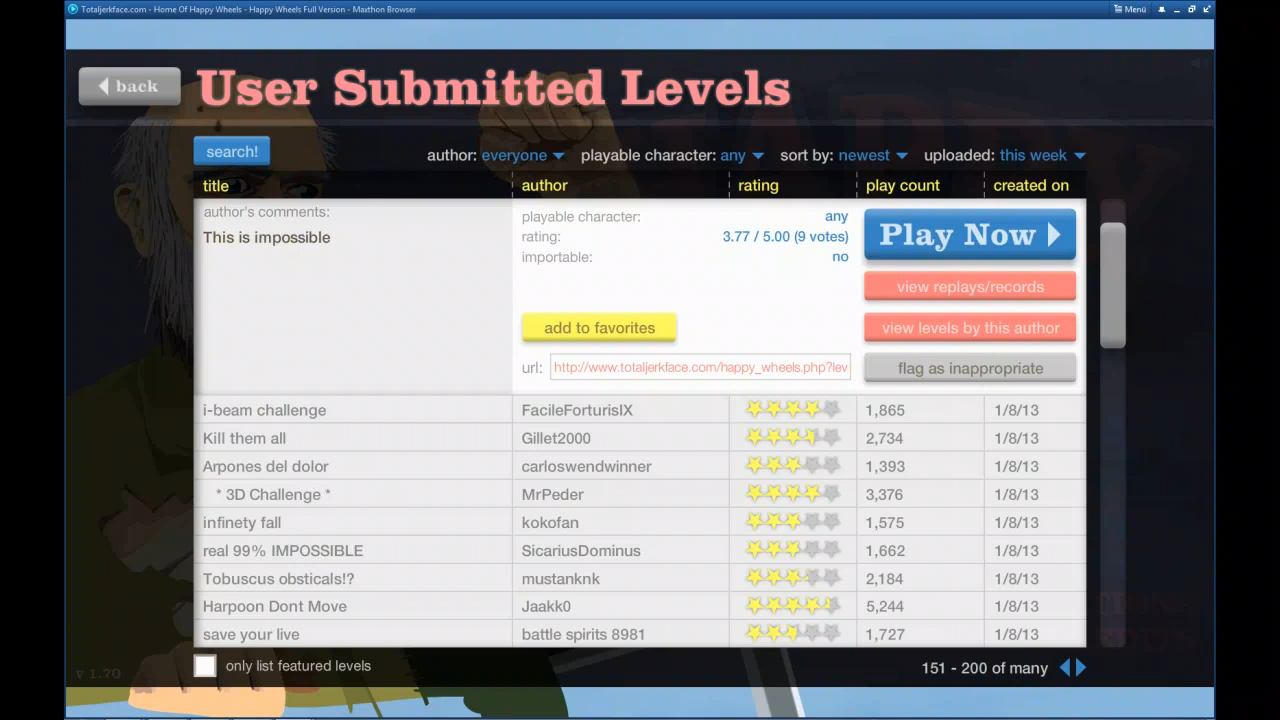 Totaljerkface.com - Home Of Happy Wheels - Happy Wheels Full Version - Maxthon Browser
Menü
back
User Submitted Levels
search!
author: everyone playable character: any sort by: newest uploaded: this week
title author rating play count created on
author's comments:
This is impossible
playable character: any
rating: 3.77 / 5.00 (9 votes)
importable: no
Play Now
view replays/records
add to favorites
view levels by this author
url: http://www.totaljerkface.com/happy_wheels.php?lev
flag as inappropriate
i-beam challenge FacileForturisIX 1,865 1/8/13
Kill them all Gillet2000 2,734 1/8/13
Arpones del dolor carloswendwinner 1,393 1/8/13
* 3D Challenge * MrPeder 3,376 1/8/13
infinety fall kokofan 1,575 1/8/13
real 99% IMPOSSIBLE SicariusDominus 1,662 1/8/13
Tobuscus obsticals!? mustanknk 2,184 1/8/13
Harpoon Dont Move Jaakk0 5,244 1/8/13
save your live battle spirits 8981 1,727 1/8/13
only list featured levels
151 - 200 of many
v 1.70